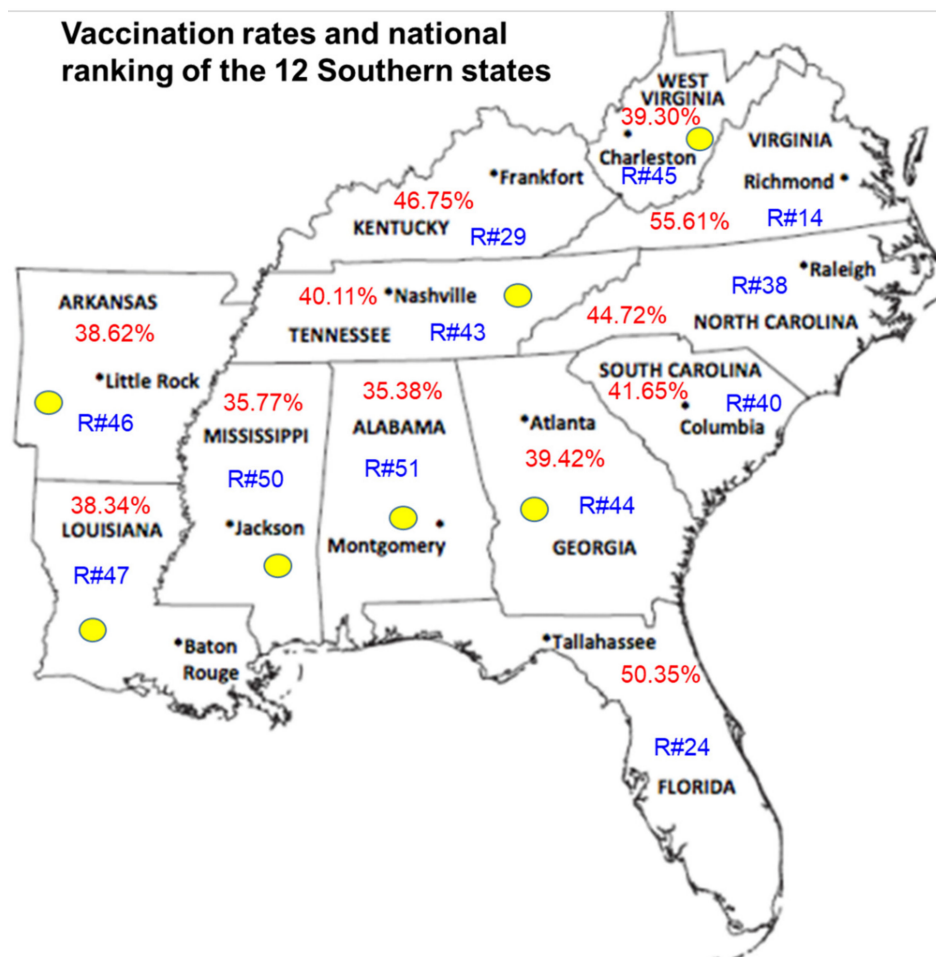 Vaccination rates and national
ranking of the 12 Southern states
WEST
VIRGINIA
39.30%
Charleston
R#45
VIRGINIA
Richmond
55.61%
R#14
Frankfort
46.75%
KENTUCKY
R#29
ARKANSAS
38.62%
Little Rock
R#46
40.11%
Nashville
TENNESSEE
R#43
R#38
Raleigh
44.72%
NORTH CAROLINA
SOUTH CAROLINA
41.65%
R#40
Columbia
35.77%
MISSISSIPPI
R#50
Jackson
35.38%
ALABAMA
R#51
Montgomery
Atlanta
39.42%
R#44
GEORGIA
38.34%
LOUISIANA
R#47
Baton
Rouge
Tallahassee
50.35%
R#24
FLORIDA